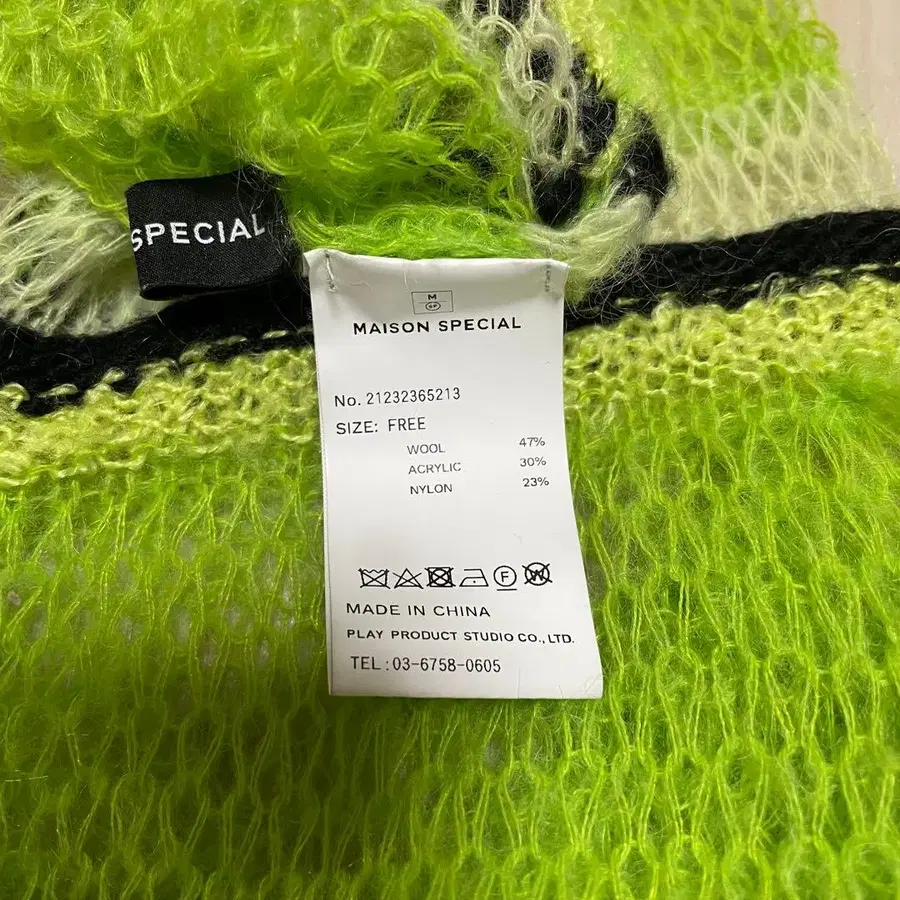 SPECIAL
M
SP
MAISON SPECIAL
No. 21232365213
SIZE: FREE
WOOL 47%
ACRYLIC 30%
NYLON 23%
F W
MADE IN CHINA
PLAY PRODUCT STUDIO CO., LTD.
TEL : 03-6758-0605